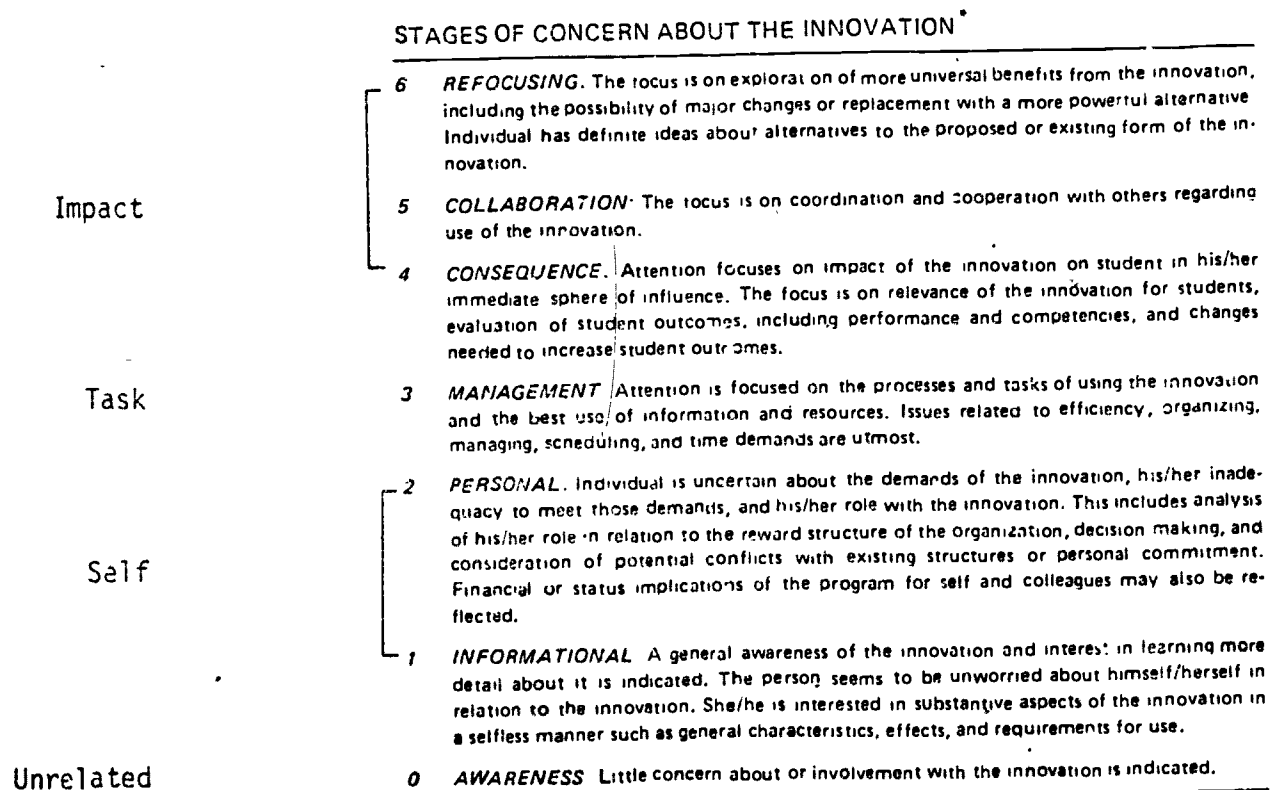 STAGES OF CONCERN ABOUT THE INNOVATION*
6 REFOCUSING. The focus is on exploration of more universal benefits from the innovation,
including the possibility of major changes or replacement with a more powerful alternative
Individual has definite ideas about alternatives to the proposed or existing form of the in-
novation.
Impact
5 COLLABORATION. The focus is on coordination and cooperation with others regarding
use of the innovation.
4 CONSEQUENCE. Attention focuses on impact of the innovation on student in his/her
immediate sphere of influence. The focus is on relevance of the innovation for students,
evaluation of student outcomes, including performance and competencies, and changes
needed to increase student outcomes.
Task
3 MANAGEMENT Attention is focused on the processes and tasks of using the innovation
and the best use of information and resources. Issues related to efficiency, organizing,
managing, scheduling, and time demands are utmost.
2 PERSONAL. Individual is uncertain about the demands of the innovation, his/her inade-
quacy to meet those demands, and his/her role with the innovation. This includes analysis
of his/her role in relation to the reward structure of the organization, decision making, and
consideration of potential conflicts with existing structures or personal commitment.
Self
Financial or status implications of the program for self and colleagues may also be re-
flected.
1 INFORMATIONAL A general awareness of the innovation and interest in learning more
detail about it is indicated. The person seems to be unworried about himself/herself in
relation to the innovation. She/he is interested in substantive aspects of the innovation in
a selfless manner such as general characteristics, effects, and requirements for use.
Unrelated
0 AWARENESS Little concern about or involvement with the innovation is indicated.